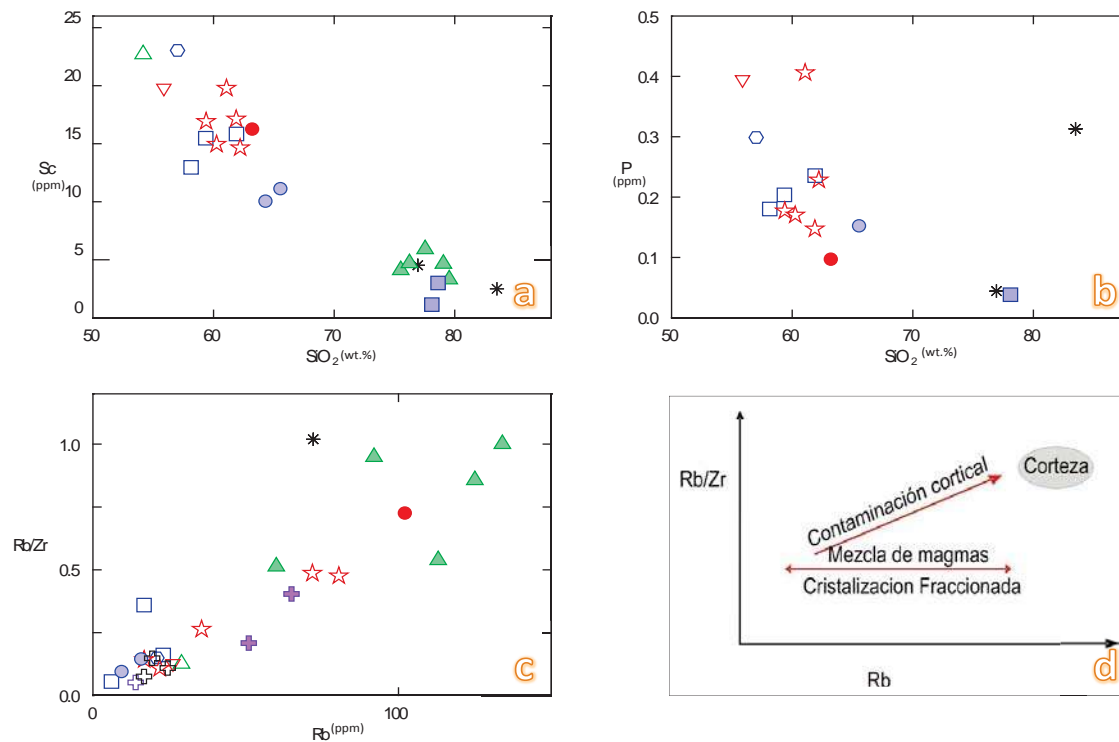 25
20
15
10
5
0
Sc
(ppm)
50
60
70
80
SiO2 (wt.%)
a
0.5
0.4
0.3
0.2
0.1
0.0
P
(ppm)
50
60
70
80
SiO2 (wt.%)
b
1.0
0.5
0.0
Rb/Zr
0
100
Rb (ppm)
c
Rb/Zr
Contaminación cortical
Corteza
Mezcla de magmas
Cristalizacion Fraccionada
Rb
d